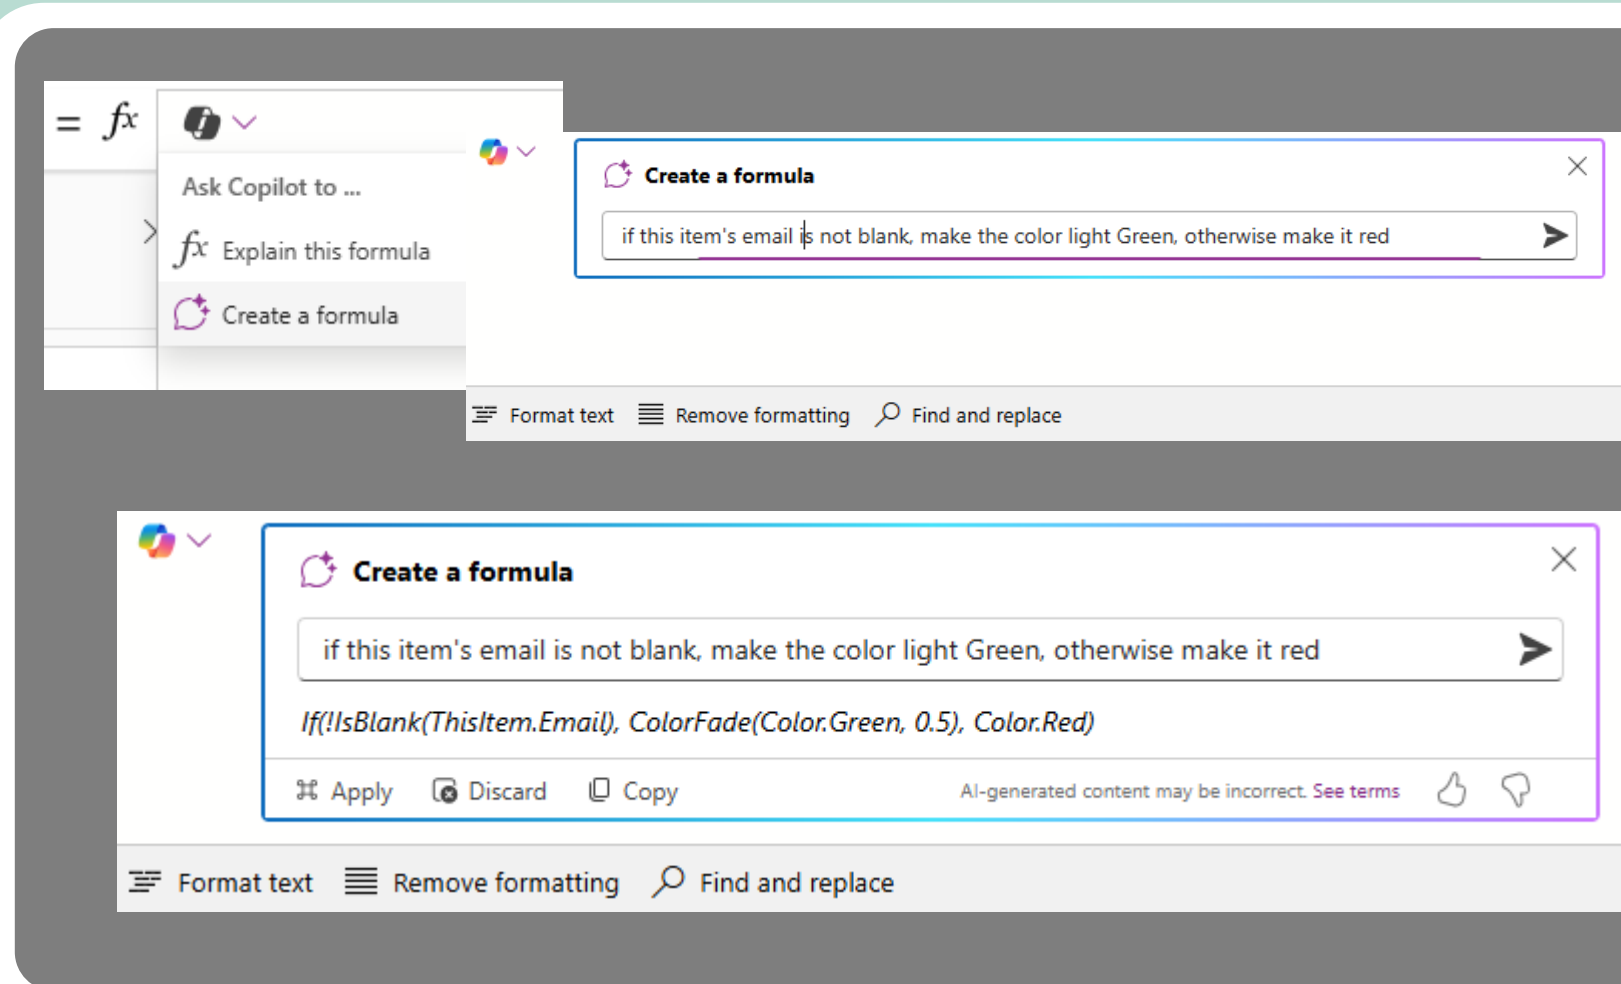 = fx
Ask Copilot to ...
fx Explain this formula
Create a formula
Create a formula
if this item's email is not blank, make the color light Green, otherwise make it red
Format text Remove formatting Find and replace
Create a formula
if this item's email is not blank, make the color light Green, otherwise make it red
If(!IsBlank(ThisItem.Email), ColorFade(Color.Green, 0.5), Color.Red)
Apply Discard Copy AI-generated content may be incorrect. See terms
Format text Remove formatting Find and replace